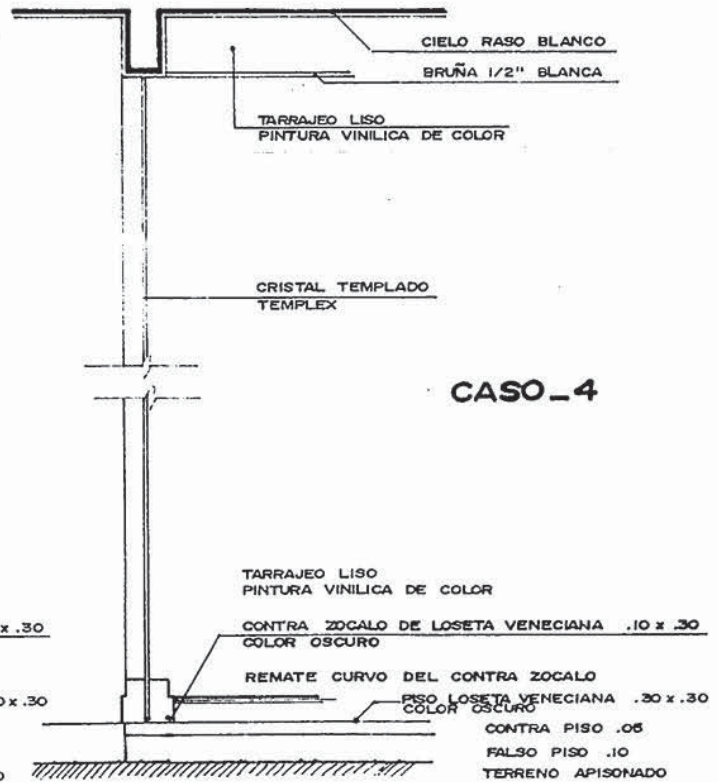 CIELO RASO BLANCO
BRUÑA 1/2" BLANCA
TARRAJEO LISO
PINTURA VINILICA DE COLOR
CRISTAL TEMPLADO
TEMPLEX
CASO_4
TARRAJEO LISO
PINTURA VINILICA DE COLOR
x .30
CONTRA ZOCALO DE LOSETA VENECIANA .10 x .30
COLOR OSCURO
REMATE CURVO DEL CONTRA ZOCALO
0 x .30
PISO LOSETA VENECIANA .30 x .30
COLOR OSCURO
CONTRA PISO .05
FALSO PISO .10
TERRENO APISONADO